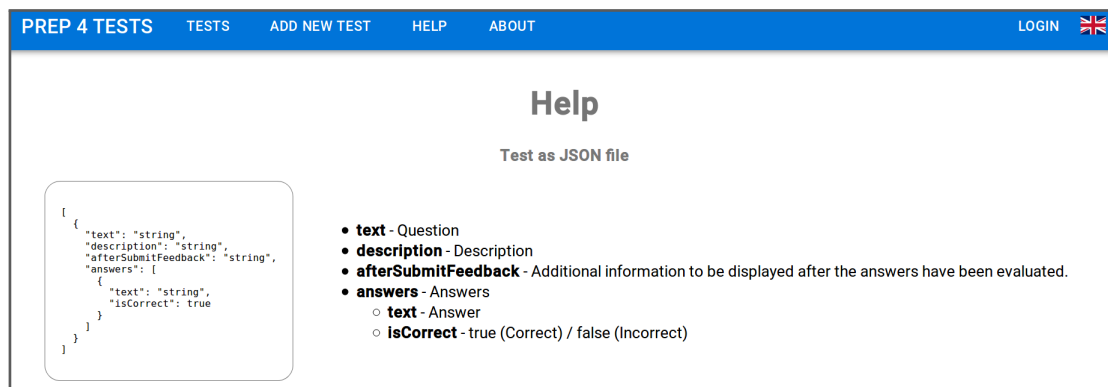 PREP 4 TESTS TESTS ADD NEW TEST HELP ABOUT LOGIN
Help
Test as JSON file
[
  {
    "text": "string",
    "description": "string",
    "afterSubmitFeedback": "string",
    "answers": [
      {
        "text": "string",
        "isCorrect": true
      }
    ]
  }
]
• text - Question
• description - Description
• afterSubmitFeedback - Additional information to be displayed after the answers have been evaluated.
• answers - Answers
○ text - Answer
○ isCorrect - true (Correct) / false (Incorrect)